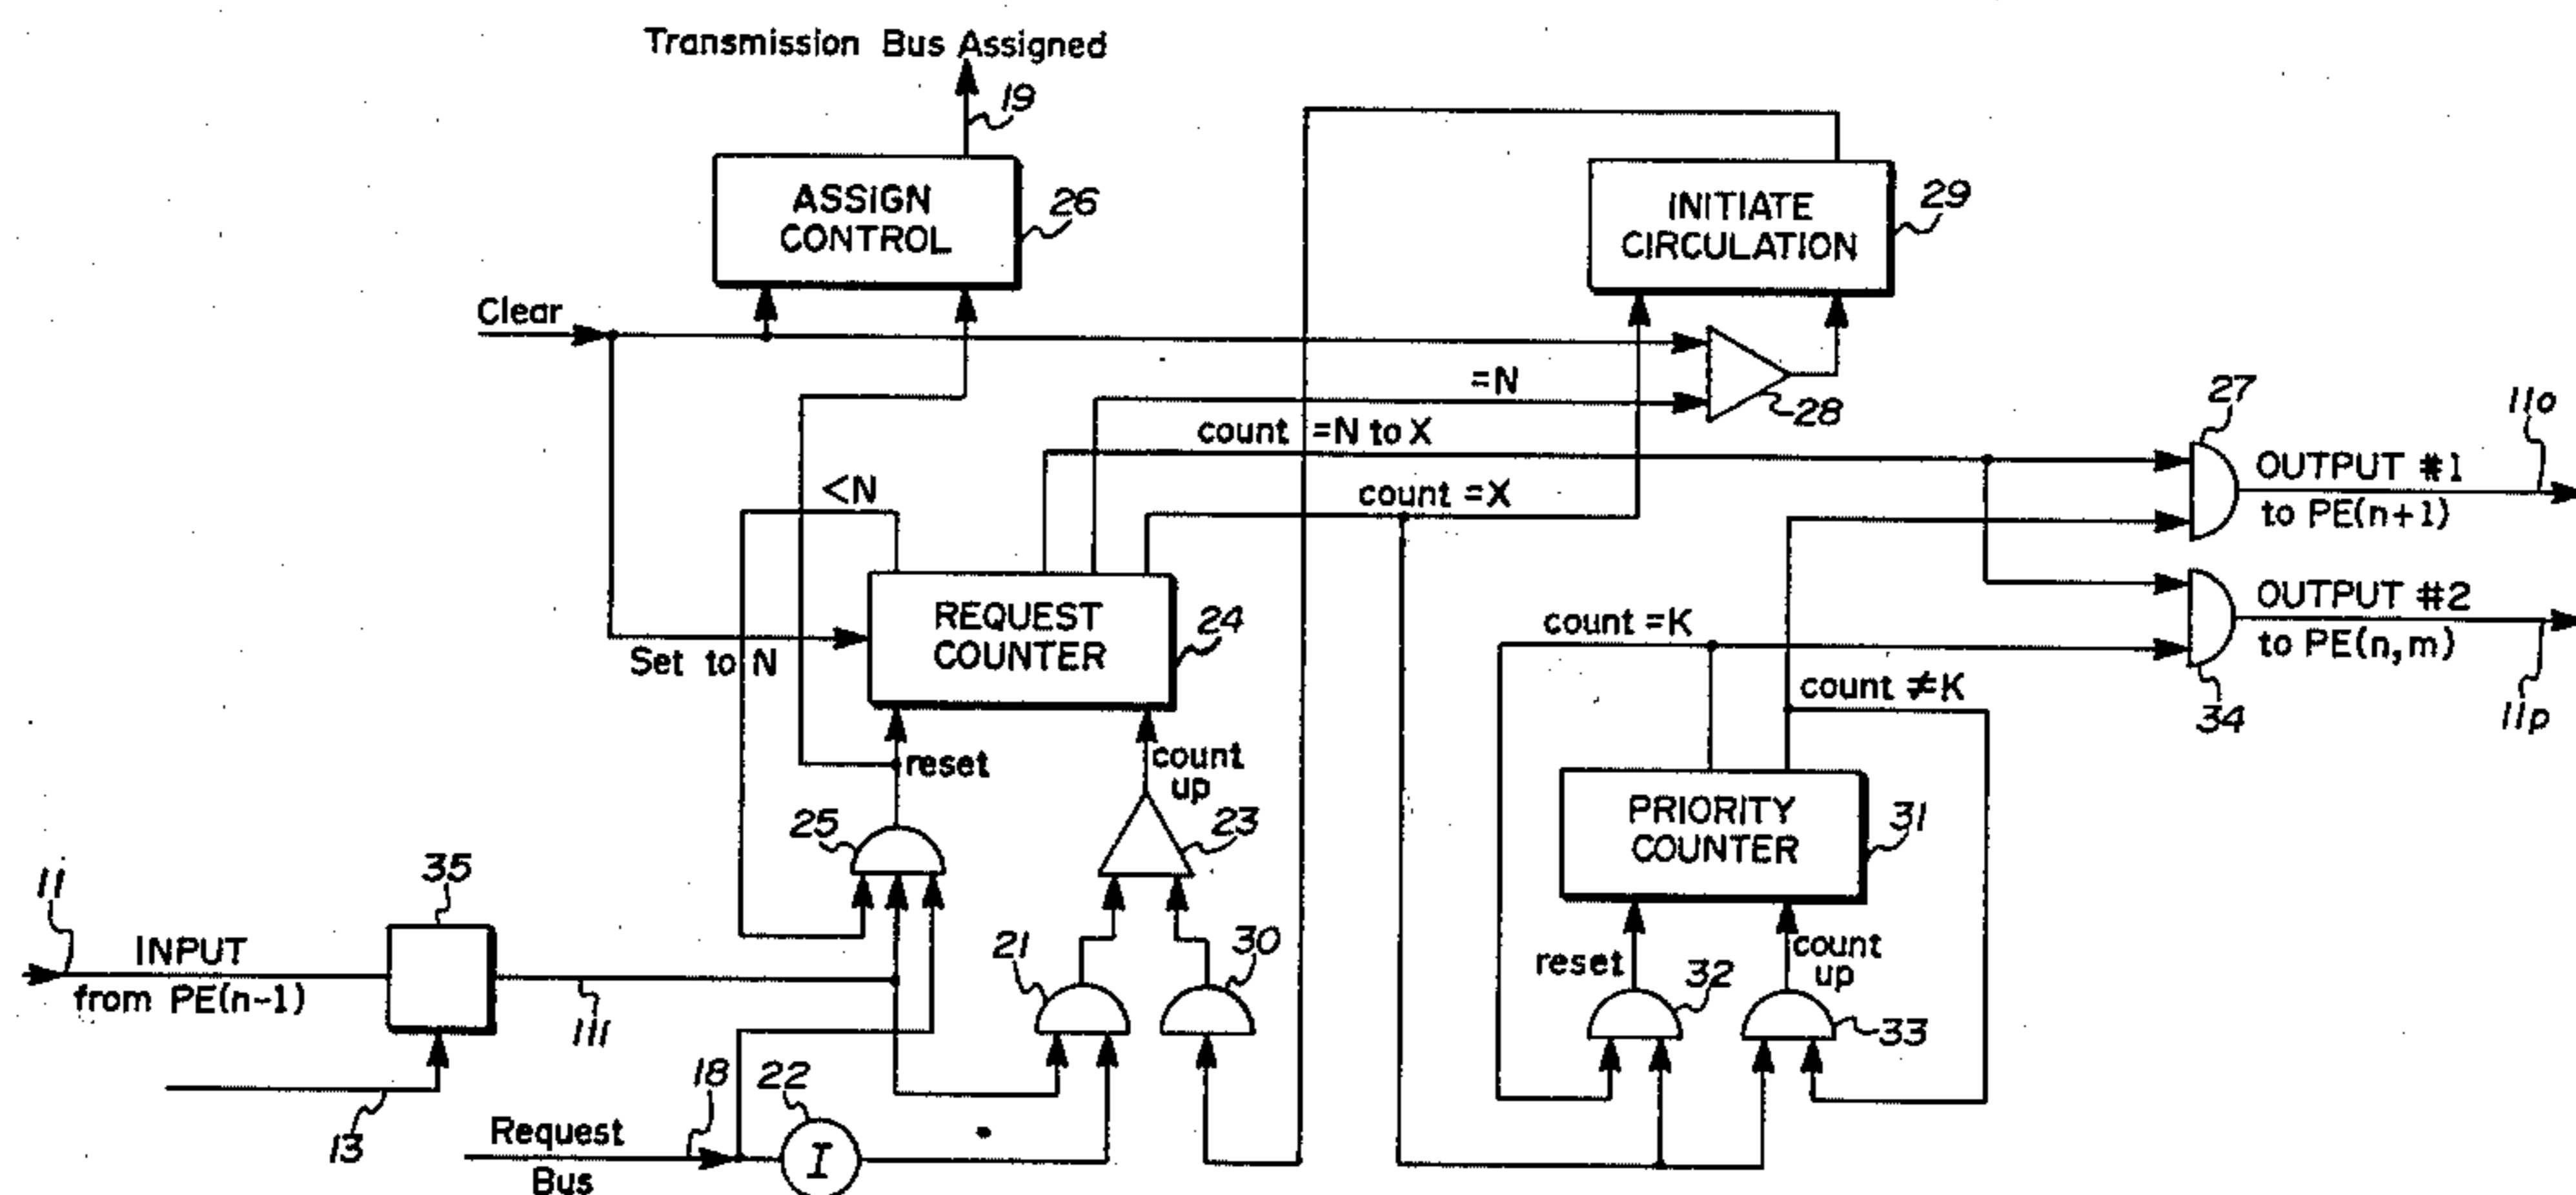 Transmission Bus Assigned
19
ASSIGN
CONTROL
26
INITIATE
CIRCULATION
29
Clear
=N
28
count =N to X
27
11o
OUTPUT #1
to PE(n+1)
<N
count =X
REQUEST
COUNTER
24
Set to N
count =K
OUTPUT #2
to PE(n,m)
34
11p
count ≠K
reset
count
up
PRIORITY
COUNTER
31
25
23
11
35
INPUT
from PE(n-1)
111
21
30
reset
count
up
32
33
13
18
22
Request
Bus
I